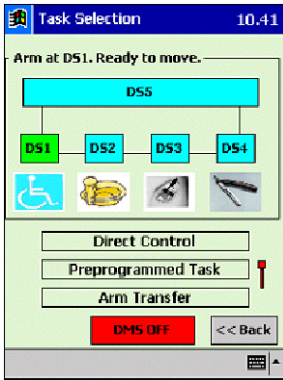 Task Selection 10.41
Arm at DS1. Ready to move.
DS5
DS1 DS2 DS3 DS4
Direct Control
Preprogrammed Task
Arm Transfer
DMS OFF << Back